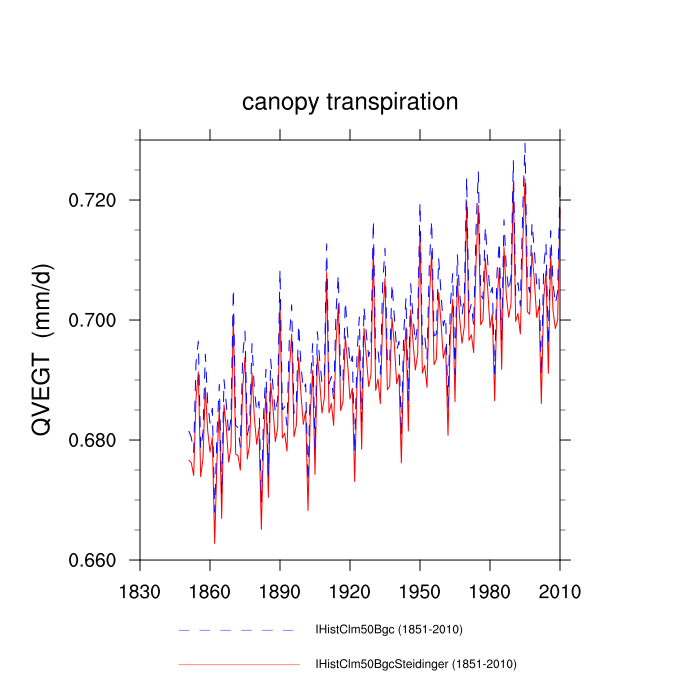 canopy transpiration
QVEGT (mm/d)
0.720
0.700
0.680
0.660
1830 1860 1890 1920 1950 1980 2010
IHistClm50Bgc (1851-2010)
IHistClm50BgcSteidinger (1851-2010)